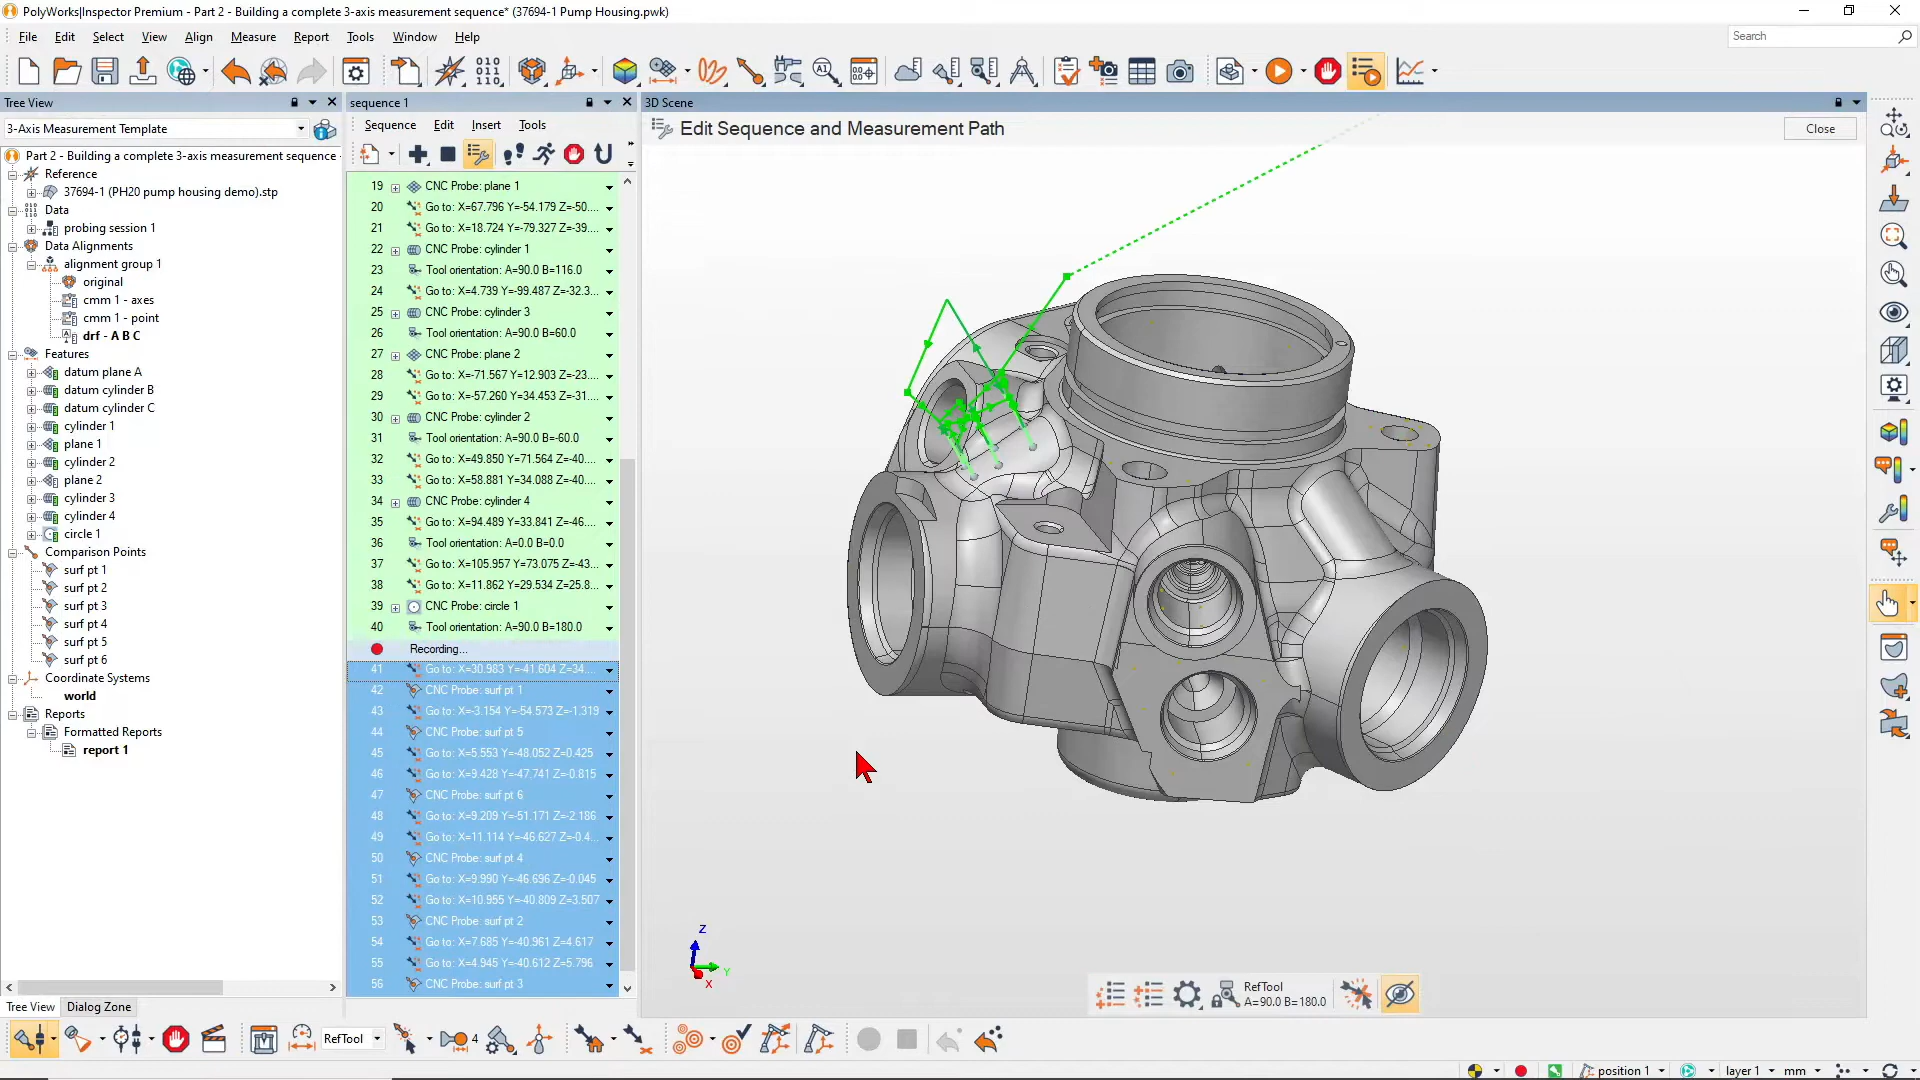 PolyWorks|Inspector Premium - Part 2 - Building a complete 3-axis measurement sequence* (37694-1 Pump Housing.pwk)
File Edit Select View Align Measure Report Tools Window Help
Search
Tree View
3-Axis Measurement Template
Part 2 - Building a complete 3-axis measurement sequence
Reference
37694-1 (PH20 pump housing demo).stp
Data
probing session 1
Data Alignments
alignment group 1
original
cmm 1 - axes
cmm 1 - point
drf - A B C
Features
datum plane A
datum cylinder B
datum cylinder C
cylinder 1
plane 1
cylinder 2
plane 2
cylinder 3
cylinder 4
circle 1
Comparison Points
surf pt 1
surf pt 2
surf pt 3
surf pt 4
surf pt 5
surf pt 6
Coordinate Systems
world
Reports
Formatted Reports
report 1
Tree View Dialog Zone
sequence 1
Sequence Edit Insert Tools
19 CNC Probe: plane 1
20 Go to: X=67.796 Y=-54.179 Z=-50....
21 Go to: X=18.724 Y=-79.327 Z=-39....
22 CNC Probe: cylinder 1
23 Tool orientation: A=90.0 B=116.0
24 Go to: X=4.739 Y=-99.487 Z=-32.3...
25 CNC Probe: cylinder 3
26 Tool orientation: A=90.0 B=60.0
27 CNC Probe: plane 2
28 Go to: X=-71.567 Y=12.903 Z=-23....
29 Go to: X=-57.260 Y=34.453 Z=-31....
30 CNC Probe: cylinder 2
31 Tool orientation: A=90.0 B=-60.0
32 Go to: X=49.850 Y=71.564 Z=-40....
33 Go to: X=58.881 Y=34.088 Z=-40....
34 CNC Probe: cylinder 4
35 Go to: X=94.489 Y=33.841 Z=-46....
36 Tool orientation: A=0.0 B=0.0
37 Go to: X=105.957 Y=73.075 Z=-43....
38 Go to: X=11.862 Y=29.534 Z=25.8...
39 CNC Probe: circle 1
40 Tool orientation: A=90.0 B=180.0
Recording...
41 Go to: X=30.983 Y=-41.604 Z=34....
42 CNC Probe: surf pt 1
43 Go to: X=-3.154 Y=-54.573 Z=-1.319
44 CNC Probe: surf pt 5
45 Go to: X=5.553 Y=-48.052 Z=0.425
46 Go to: X=9.428 Y=-47.741 Z=-0.815
47 CNC Probe: surf pt 6
48 Go to: X=9.209 Y=-51.171 Z=-2.186
49 Go to: X=11.114 Y=-46.627 Z=-0.4...
50 CNC Probe: surf pt 4
51 Go to: X=9.990 Y=-46.696 Z=-0.045
52 Go to: X=10.955 Y=-40.809 Z=3.507
53 CNC Probe: surf pt 2
54 Go to: X=7.685 Y=-40.961 Z=4.617
55 Go to: X=4.945 Y=-40.612 Z=5.796
56 CNC Probe: surf pt 3
3D Scene
Edit Sequence and Measurement Path
Close
Z
Y
X
RefTool
A=90.0 B=180.0
RefTool
4
position 1
layer 1
mm